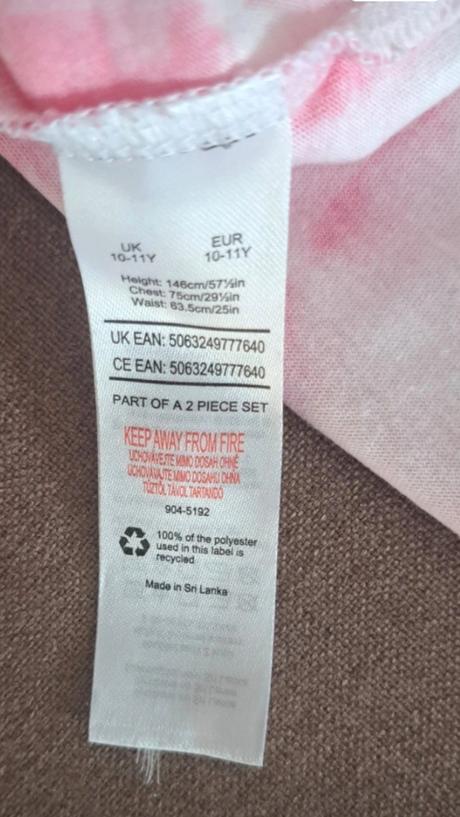 UK EUR
10-11Y 10-11Y
Height: 146cm/57½in
Chest: 75cm/29½in
Waist: 63.5cm/25in
UK EAN: 5063249777640
CE EAN: 5063249777640
PART OF A 2 PIECE SET
KEEP AWAY FROM FIRE
UCHOVÁVEJTE MIMO DOSAH OHNĚ
UCHOVÁVAJTE MIMO DOSAHU OHŇA
TŰZTŐL TÁVOL TARTANDÓ
904-5192
100% of the polyester
used in this label is
recycled
Made in Sri Lanka